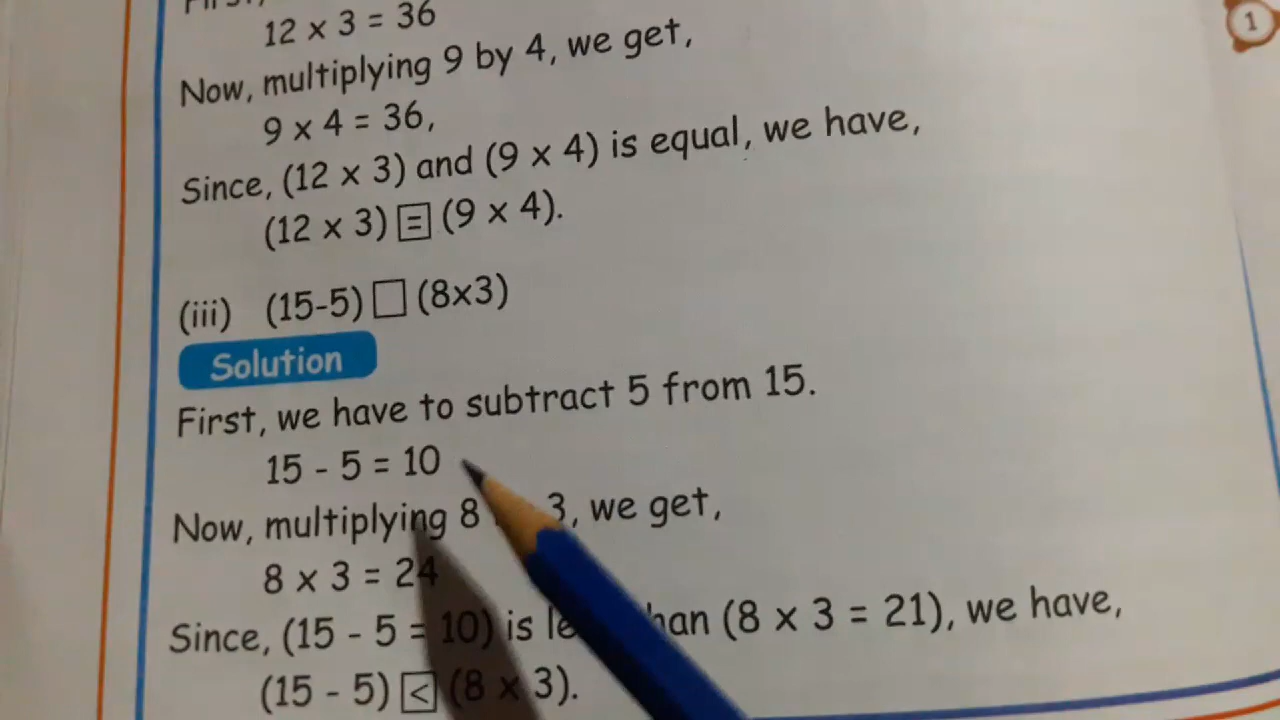 12 x 3 = 36
1
Now, multiplying 9 by 4, we get,
9 x 4 = 36,
Since, (12 x 3) and (9 x 4) is equal, we have,
(12 x 3) = (9 x 4).
(iii) (15-5) □ (8x3)
Solution
First, we have to subtract 5 from 15.
15 - 5 = 10
Now, multiplying 8 3, we get,
8 x 3 = 24
Since, (15 - 5 = 10) is (8 x 3 = 21), we have,
(15 - 5) < (8 x 3).